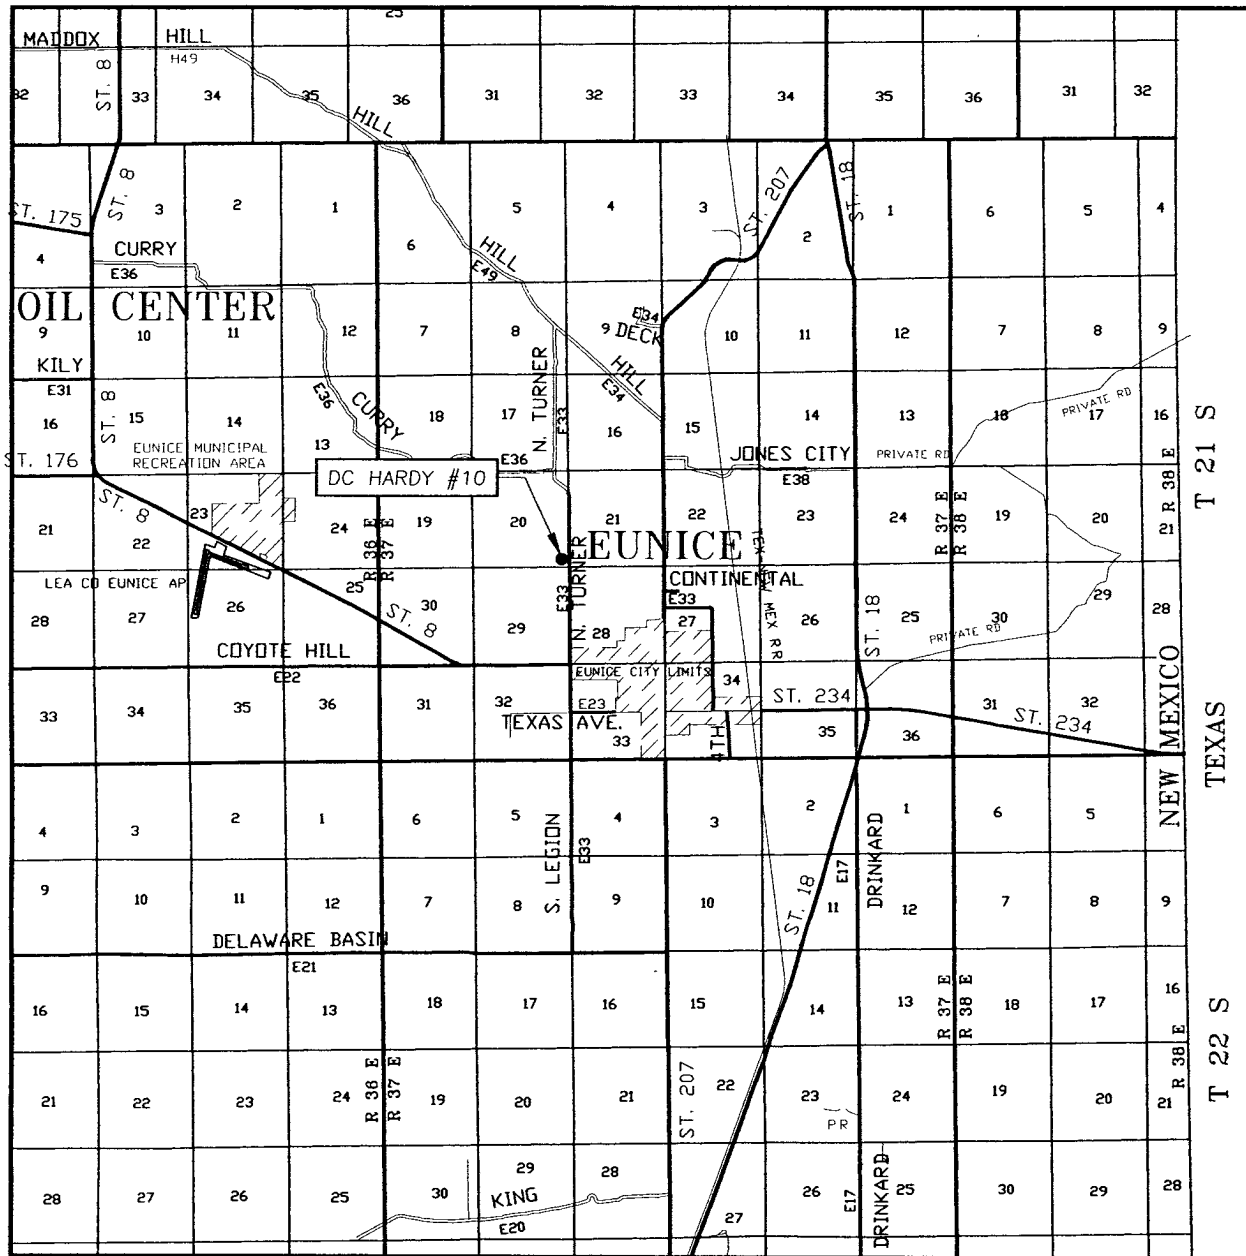 25
MADDOX HILL
H49
ST. 8
32 33 34 35 36 31 32 33 34 35 36 31 32
HILL
ST. 8
ST. 207
ST. 18
ST. 175
3 2 1 5 4 3 1 6 5 4
2
4 CURRY 6 HILL
E36 E49
OIL CENTER
E34
9 10 11 12 7 8 9 DECK 10 11 12 7 8 9
KILY
E31
N. TURNER
HILL
E34
E36
CURRY
E33
PRIVATE RD
ST. 8
16 15 14 13 18 17 16 15 14 13 18 17 16
EUNICE MUNICIPAL
RECREATION AREA
ST. 176
E36
JONES CITY PRIVATE RD
E38
T 21 S
R 38 E
DC HARDY #10
ST. 8
21 22 23 24 19 20 21 22 23 24 19 20 21
R 36 E
R 37 E
R 37 E
R 38 E
EUNICE
TEX-NEW MEX RR
N. TURNER
E33
CONTINENTAL
E33
LEA CO EUNICE AP
28 27 26 25 30 29 28 27 26 25 30 29 28
ST. 8
ST. 18
PRIVATE RD
COYOTE HILL
E22
EUNICE CITY LIMITS
34
33 34 35 36 31 32 E23 ST. 234 31 32
TEXAS AVE.
33 35 36 ST. 234
4TH
NEW MEXICO
TEXAS
4 3 2 1 6 5 4 3 2 1 6 5
S. LEGION
E33
DRINKARD
E17
ST. 18
9 10 11 12 7 8 9 10 11 12 7 8 9
DELAWARE BASIN
E21
16 15 14 13 18 17 16 15 14 13 18 17 16
R 37 E
R 38 E
R 36 E
R 37 E
R 38 E
T 22 S
ST. 207
21 22 23 24 19 20 21 22 23 24 19 20 21
PR
28 27 26 25 30 29 28 27 26 25 30 29 28
KING
E20
E17
DRINKARD